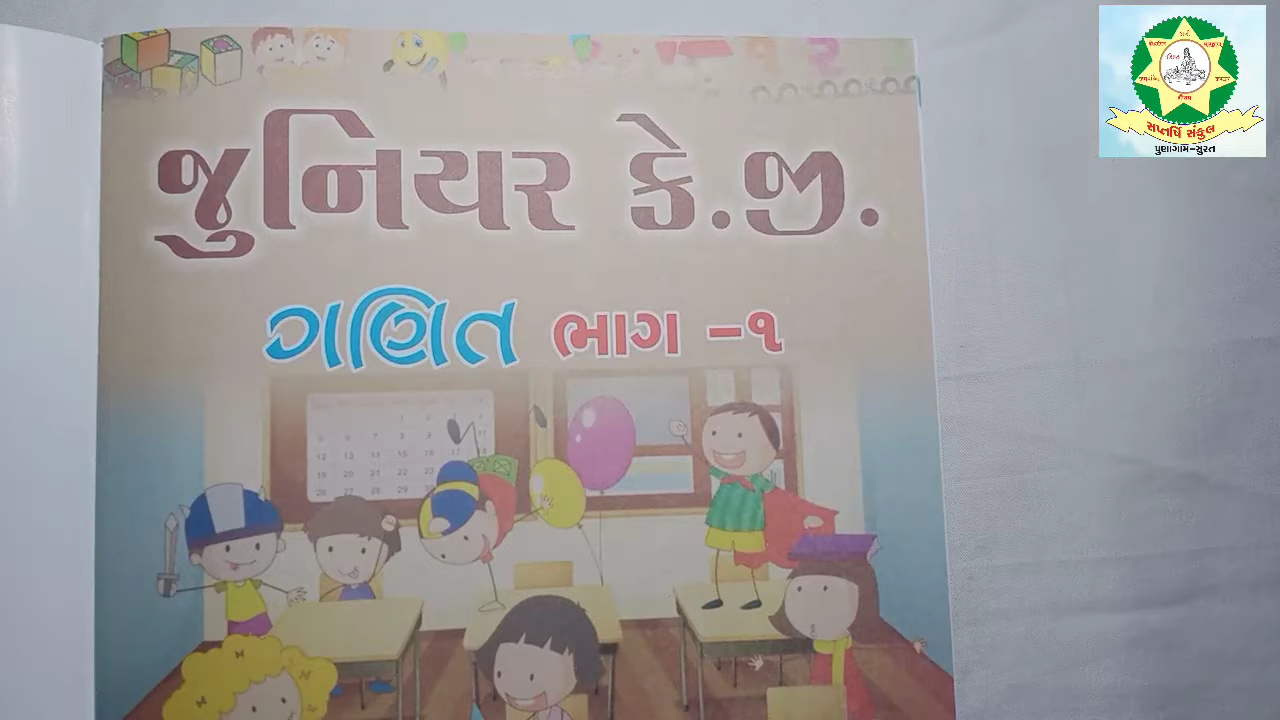 જુનિયર કે.જી.
ગણિત ભાગ -૧
સપ્તર્ષિ સંકુલ
પુણાગામ-સુરત